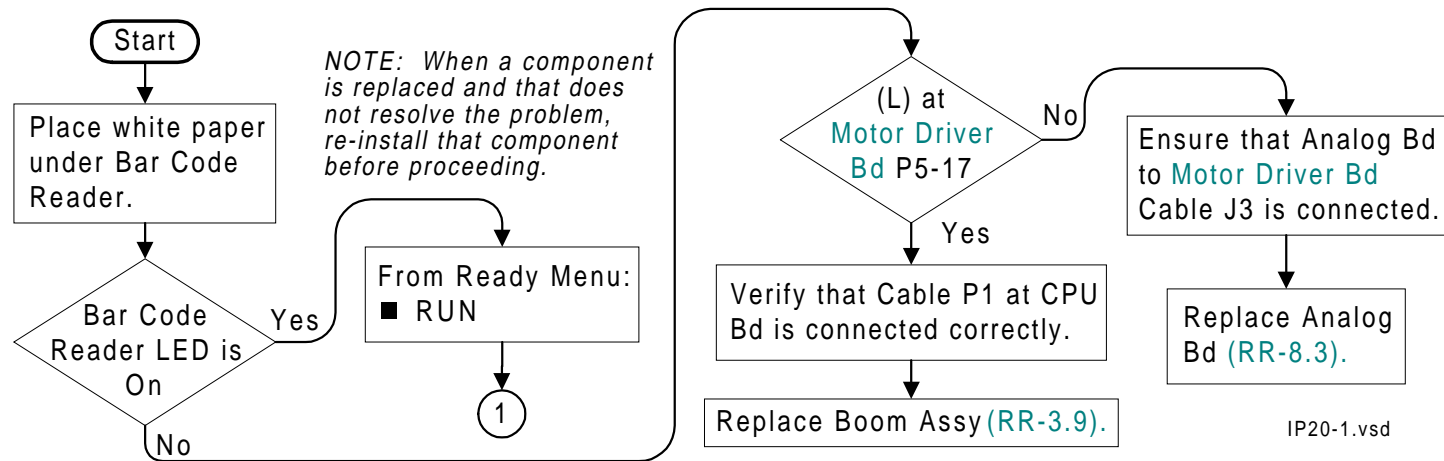 Start
Place white paper
under Bar Code
Reader.
Bar Code
Reader LED is
On
Yes
No
NOTE: When a component
is replaced and that does
not resolve the problem,
re-install that component
before proceeding.
From Ready Menu:
■ RUN
1
(L) at
Motor Driver
Bd P5-17
No
Yes
Verify that Cable P1 at CPU
Bd is connected correctly.
Replace Boom Assy (RR-3.9).
Ensure that Analog Bd
to Motor Driver Bd
Cable J3 is connected.
Replace Analog
Bd (RR-8.3).
IP20-1.vsd